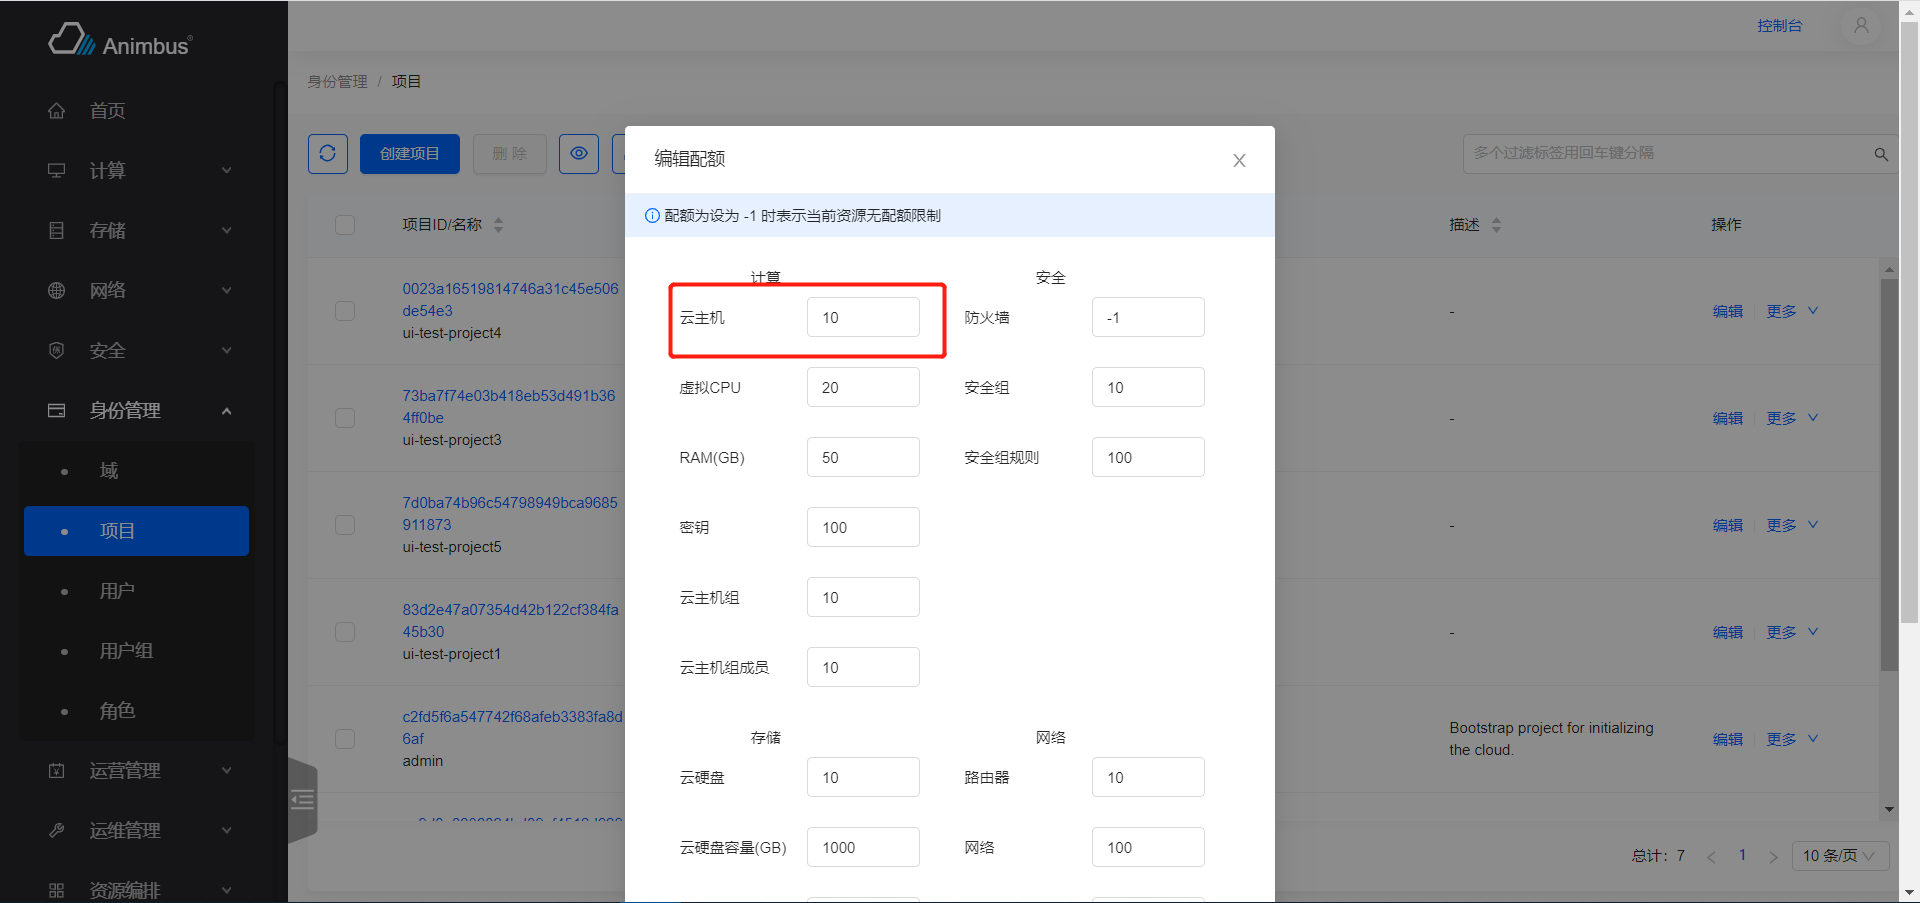 Animbus®
控制台
首页
计算
存储
网络
安全
身份管理
域
项目
用户
用户组
角色
运营管理
运维管理
资源编排
身份管理 / 项目
创建项目
删 除
多个过滤标签用回车键分隔
项目ID/名称
描述
操作
0023a16519814746a31c45e506
de54e3
ui-test-project4
-
编辑
更多
73ba7f74e03b418eb53d491b36
4ff0be
ui-test-project3
-
编辑
更多
7d0ba74b96c54798949bca9685
911873
ui-test-project5
-
编辑
更多
83d2e47a07354d42b122cf384fa
45b30
ui-test-project1
-
编辑
更多
c2fd5f6a547742f68afeb3383fa8d
6af
admin
Bootstrap project for initializing
the cloud.
编辑
更多
总计：7
1
10 条/页
编辑配额
配额为设为 -1 时表示当前资源无配额限制
计算
安全
云主机 10
防火墙 -1
虚拟CPU 20
安全组 10
RAM(GB) 50
安全组规则 100
密钥 100
云主机组 10
云主机组成员 10
存储
网络
云硬盘 10
路由器 10
云硬盘容量(GB) 1000
网络 100